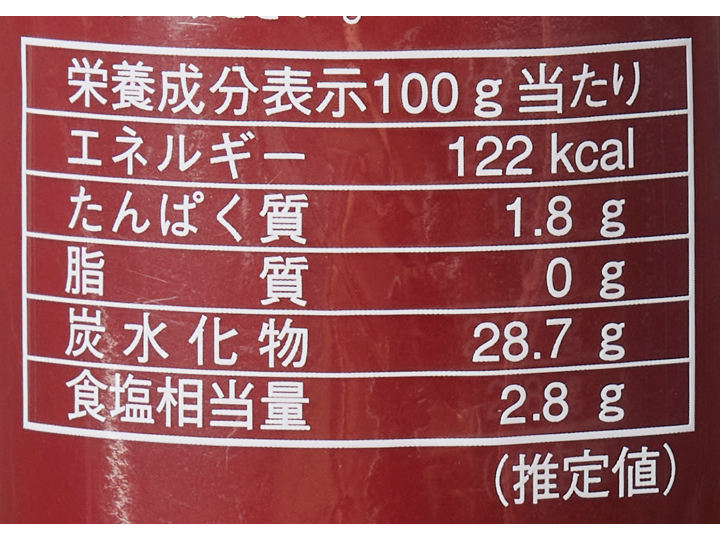 栄養成分表示100g当たり
エネルギー 122 kcal
たんぱく質 1.8 g
脂質 0 g
炭水化物 28.7 g
食塩相当量 2.8 g
(推定値)